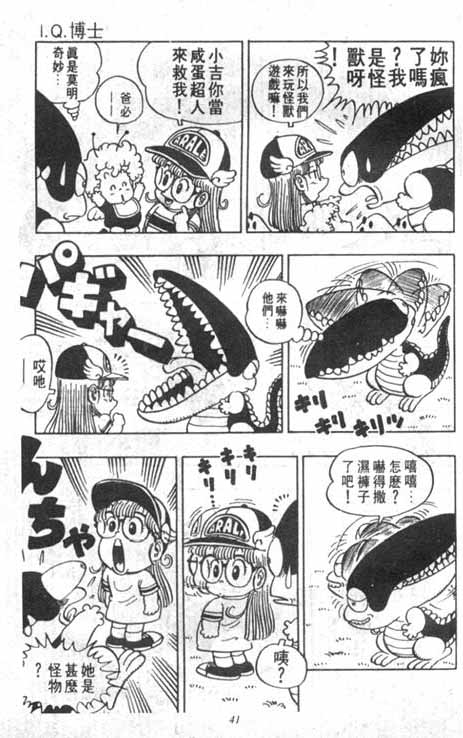 I.Q.博士
妳瘋
了嗎
？我
是怪
獸呀
！
所以我們
來玩怪獸
遊戲嘛！
小吉你當
咸蛋超人
來救我！
爸必
──
真是莫明
奇妙…
ARALE
來嚇嚇
他們…
キリ
キリ
キリ
パギャー
哎吔
──
嘻嘻…
怎麽？
嚇得撒
濕褲子
了吧！
キリ…
キリ…
ARALE
咦？
んちゃ
她是
甚麼
怪物
？
41